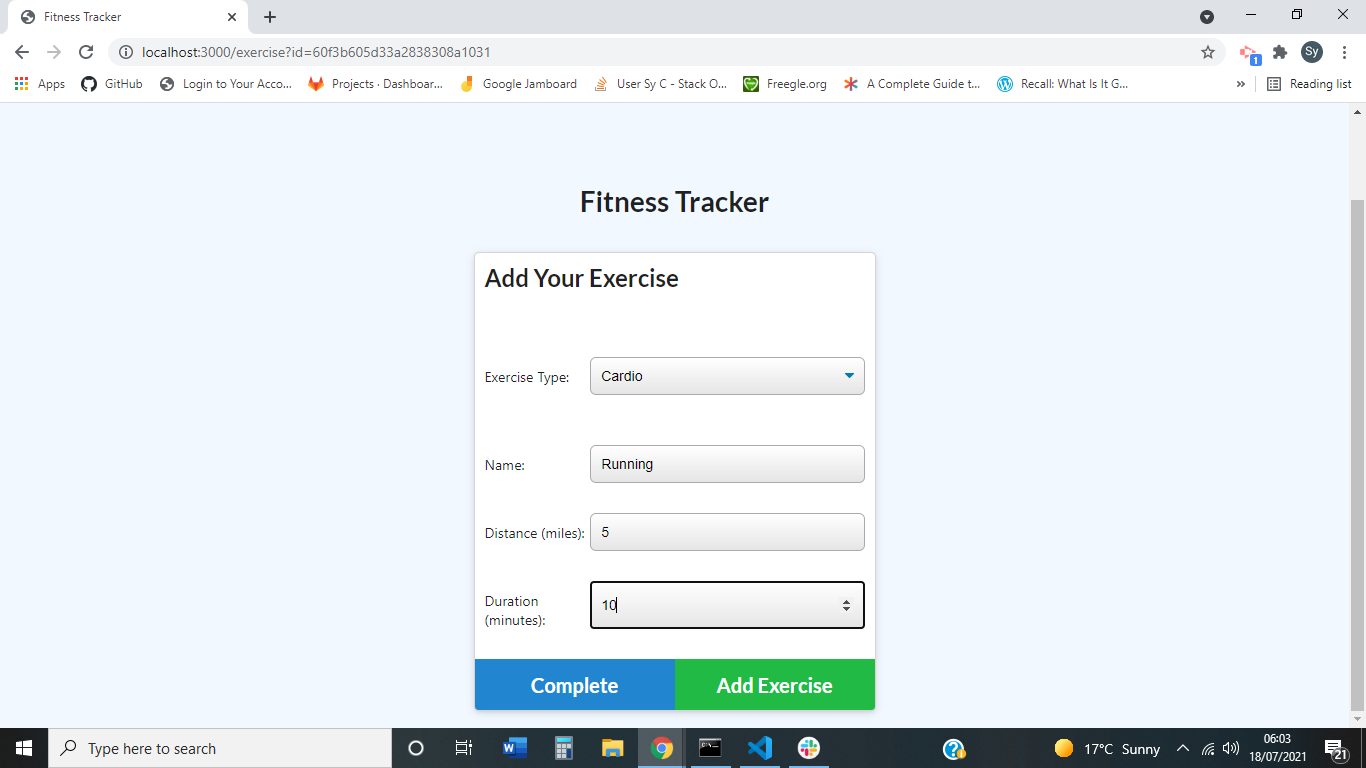 Fitness Tracker
localhost:3000/exercise?id=60f3b605d33a2838308a1031
1
Sy
Apps GitHub Login to Your Acco... Projects · Dashboar... Google Jamboard User Sy C - Stack O... Freegle.org A Complete Guide t... Recall: What Is It G... » Reading list
Fitness Tracker
Add Your Exercise
Exercise Type: Cardio
Name: Running
Distance (miles): 5
Duration
(minutes): 10
Complete Add Exercise
Type here to search
17°C Sunny
06:03
18/07/2021
21